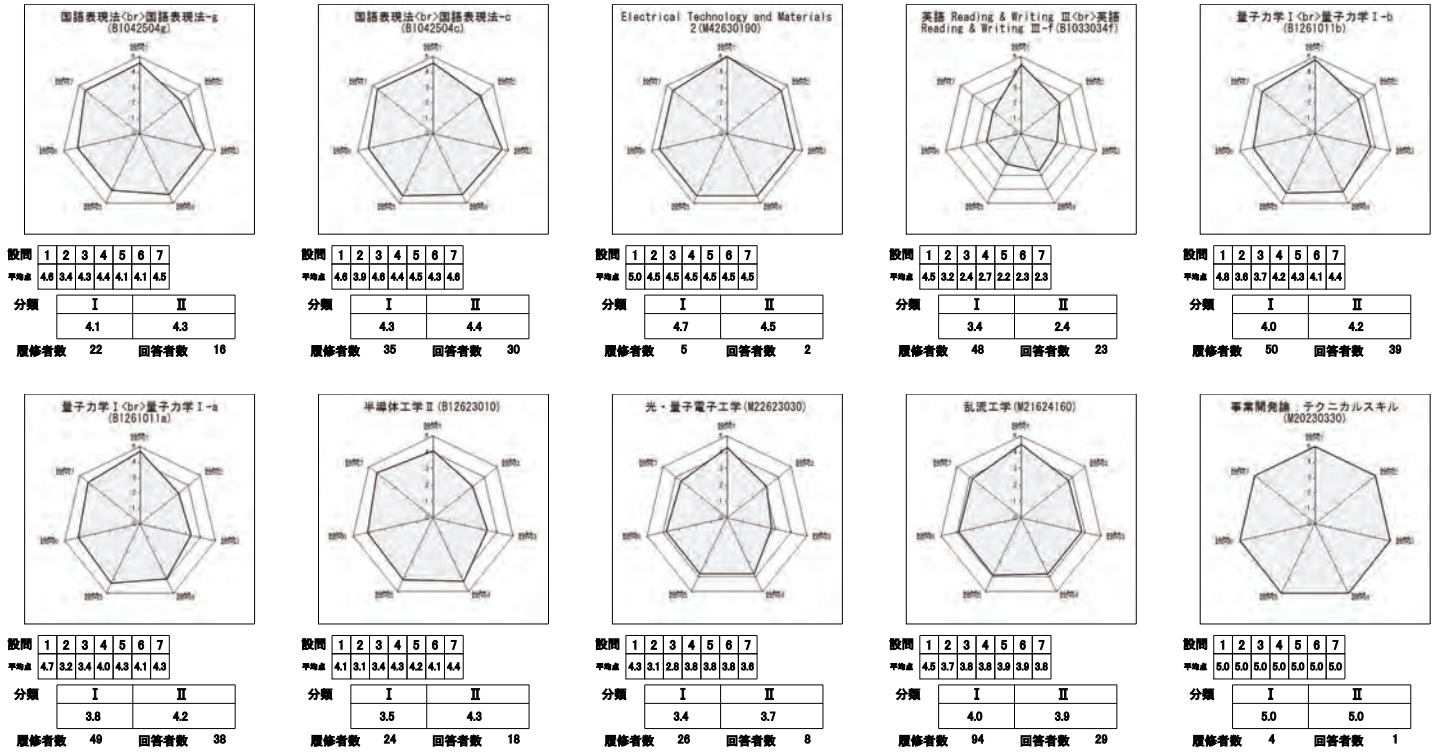 国語表現法<br>国語表現法-g
(B1042504g)
設問 1 2 3 4 5 6 7
平均点 4.6 3.4 4.3 4.4 4.1 4.1 4.5
分類 Ⅰ Ⅱ
4.1 4.3
履修者数 22 回答者数 16
国語表現法<br>国語表現法-c
(B1042504c)
設問 1 2 3 4 5 6 7
平均点 4.6 3.9 4.6 4.4 4.5 4.3 4.6
分類 Ⅰ Ⅱ
4.3 4.4
履修者数 35 回答者数 30
Electrical Technology and Materials
2(M42630190)
設問 1 2 3 4 5 6 7
平均点 5.0 4.5 4.5 4.5 4.5 4.5 4.5
分類 Ⅰ Ⅱ
4.7 4.5
履修者数 5 回答者数 2
英語 Reading & Writing Ⅲ<br>英語
Reading & Writing Ⅲ-f(B1033034f)
設問 1 2 3 4 5 6 7
平均点 4.5 3.2 2.4 2.7 2.2 2.3 2.3
分類 Ⅰ Ⅱ
3.4 2.4
履修者数 48 回答者数 23
量子力学Ⅰ<br>量子力学Ⅰ-b
(B1261011b)
設問 1 2 3 4 5 6 7
平均点 4.8 3.6 3.7 4.2 4.3 4.1 4.4
分類 Ⅰ Ⅱ
4.0 4.2
履修者数 50 回答者数 39
量子力学Ⅰ<br>量子力学Ⅰ-a
(B1261011a)
設問 1 2 3 4 5 6 7
平均点 4.7 3.2 3.4 4.0 4.3 4.1 4.3
分類 Ⅰ Ⅱ
3.8 4.2
履修者数 49 回答者数 38
半導体工学Ⅱ(B12623010)
設問 1 2 3 4 5 6 7
平均点 4.1 3.1 3.4 4.3 4.2 4.1 4.4
分類 Ⅰ Ⅱ
3.5 4.3
履修者数 24 回答者数 18
光・量子電子工学(M22623030)
設問 1 2 3 4 5 6 7
平均点 4.3 3.1 2.8 3.8 3.8 3.8 3.6
分類 Ⅰ Ⅱ
3.4 3.7
履修者数 26 回答者数 8
乱流工学(M21624160)
設問 1 2 3 4 5 6 7
平均点 4.5 3.7 3.8 3.8 3.9 3.9 3.8
分類 Ⅰ Ⅱ
4.0 3.9
履修者数 94 回答者数 29
事業開発論：テクニカルスキル
(M20230330)
設問 1 2 3 4 5 6 7
平均点 5.0 5.0 5.0 5.0 5.0 5.0 5.0
分類 Ⅰ Ⅱ
5.0 5.0
履修者数 4 回答者数 1